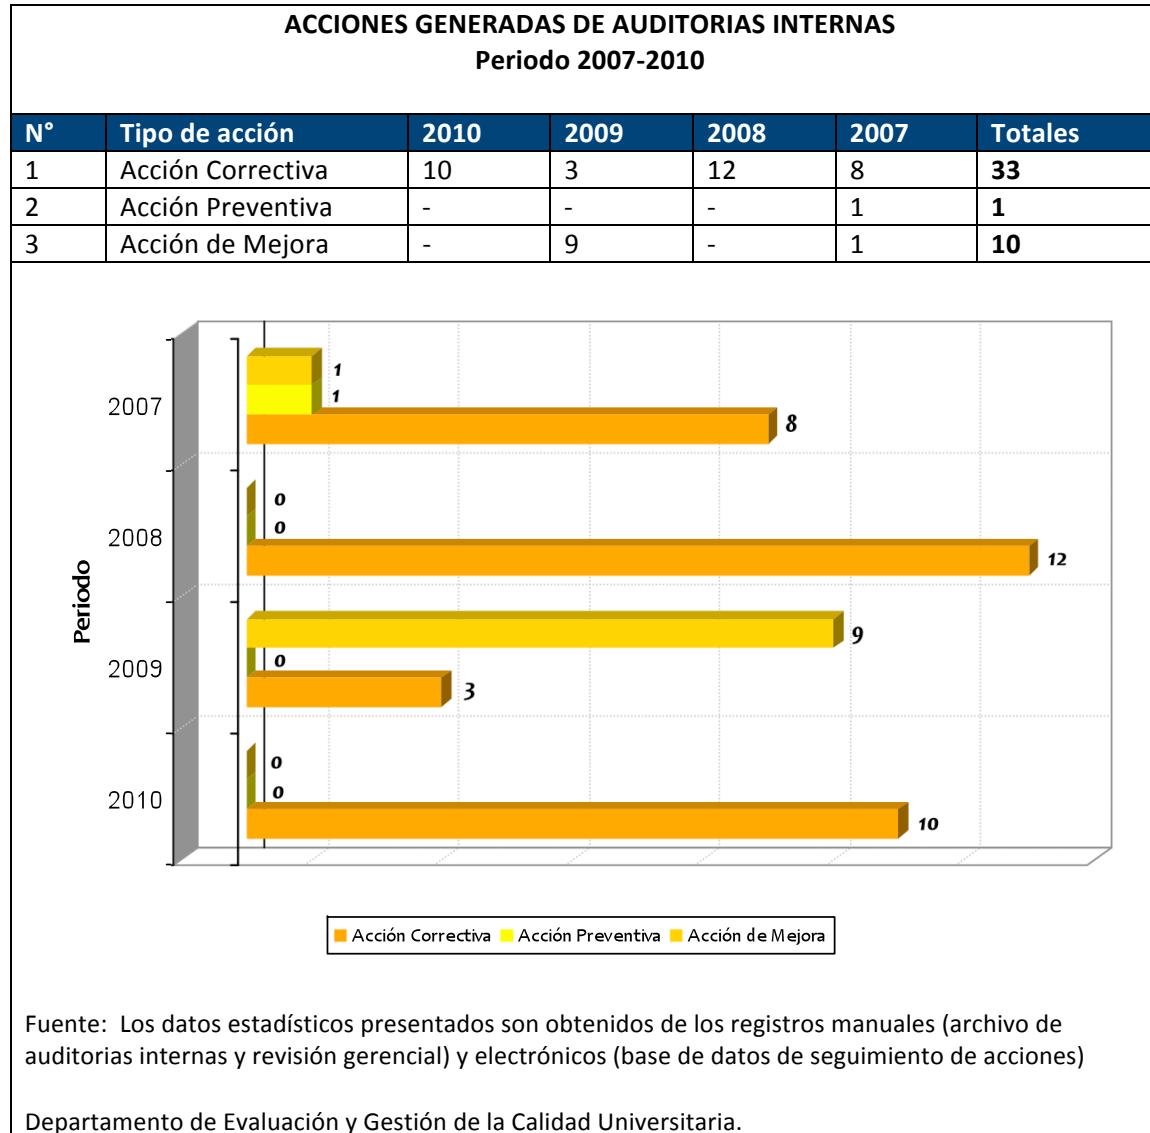 ACCIONES GENERADAS DE AUDITORIAS INTERNAS
Periodo 2007-2010
N° Tipo de acción 2010 2009 2008 2007 Totales
1 Acción Correctiva 10 3 12 8 33
2 Acción Preventiva - - - 1 1
3 Acción de Mejora - 9 - 1 10
Periodo
2007
1
1
8
2008
0
0
12
2009
9
0
3
2010
0
0
10
Acción Correctiva Acción Preventiva Acción de Mejora
Fuente: Los datos estadísticos presentado son obtenidos de los registros manuales (archivo de
auditorias internas y revisión gerencial) y electrónicos (base de datos de seguimiento de acciones)
Departamento de Evaluación y Gestión de la Calidad Universitaria.